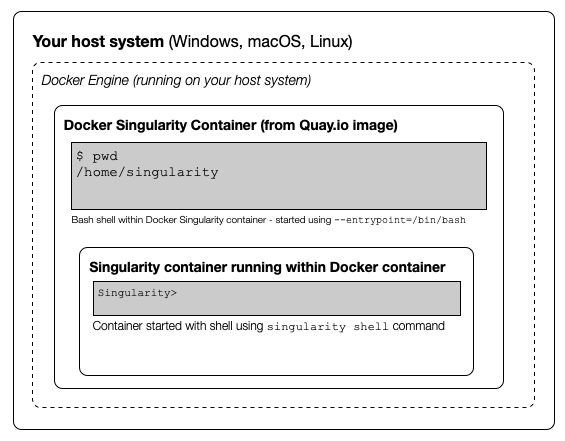 Your host system (Windows, macOS, Linux)
Docker Engine (running on your host system)
Docker Singularity Container (from Quay.io image)
$ pwd
/home/singularity
Bash shell within Docker Singularity container - started using --entrypoint=/bin/bash
Singularity container running within Docker container
Singularity>
Container started with shell using singularity shell command